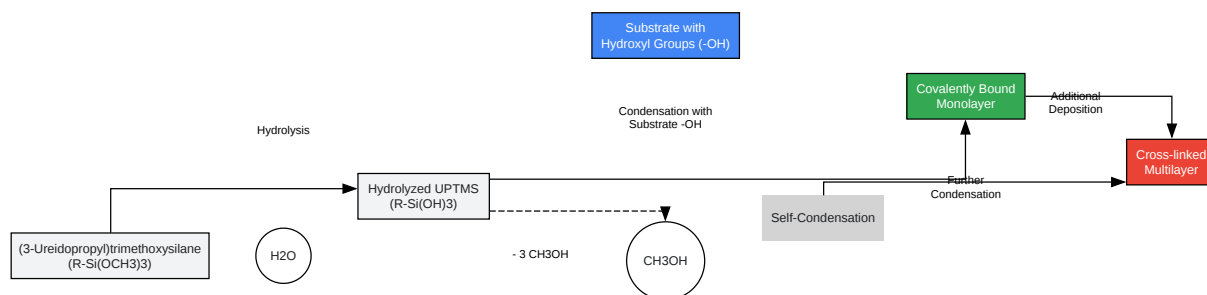 Substrate with
Hydroxyl Groups (-OH)
Covalently Bound
Monolayer
Additional
Deposition
Condensation with
Substrate -OH
Hydrolysis
Cross-linked
Multilayer
Hydrolyzed UPTMS
(R-Si(OH)3)
Further
Condensation
Self-Condensation
(3-Ureidopropyl)trimethoxysilane
(R-Si(OCH3)3)
H2O
- 3 CH3OH
CH3OH